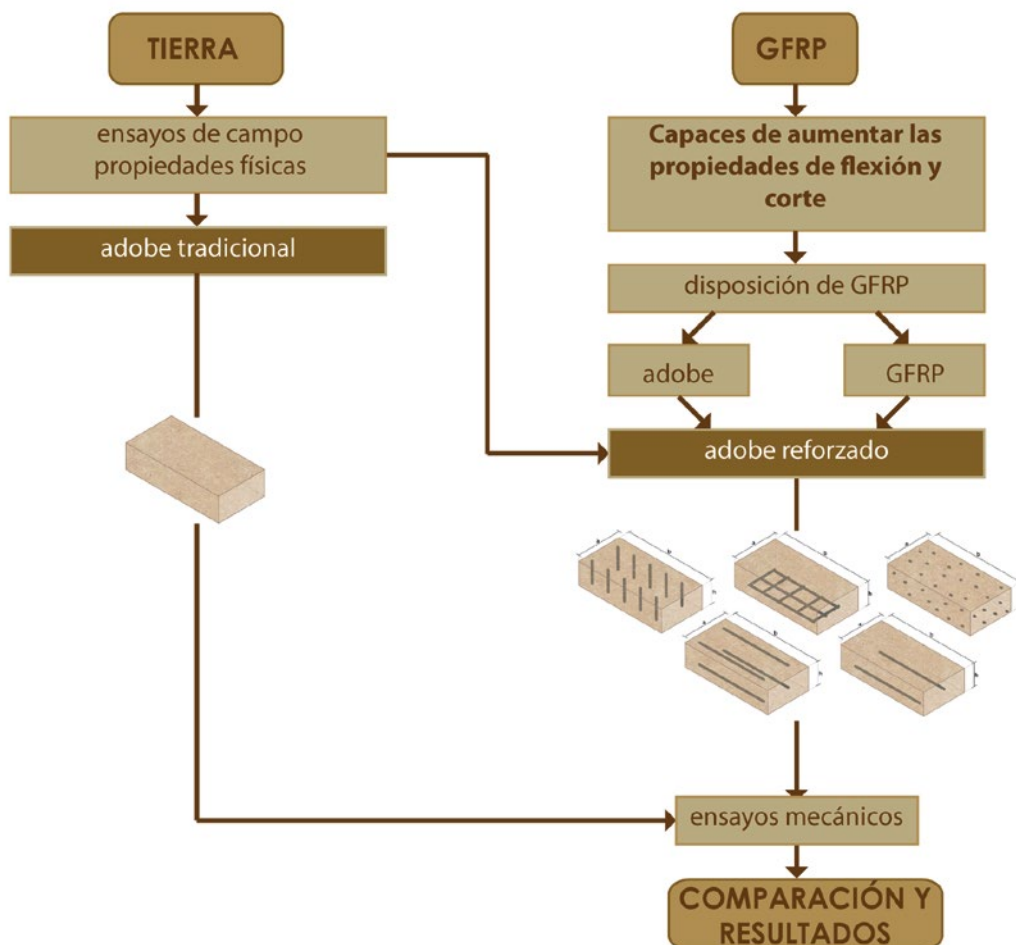 TIERRA
ensayos de campo
propiedades físicas
adobe tradicional
GFRP
Capaces de aumentar las
propiedades de flexión y
corte
disposición de GFRP
adobe
GFRP
adobe reforzado
ensayos mecánicos
COMPARACIÓN Y
RESULTADOS